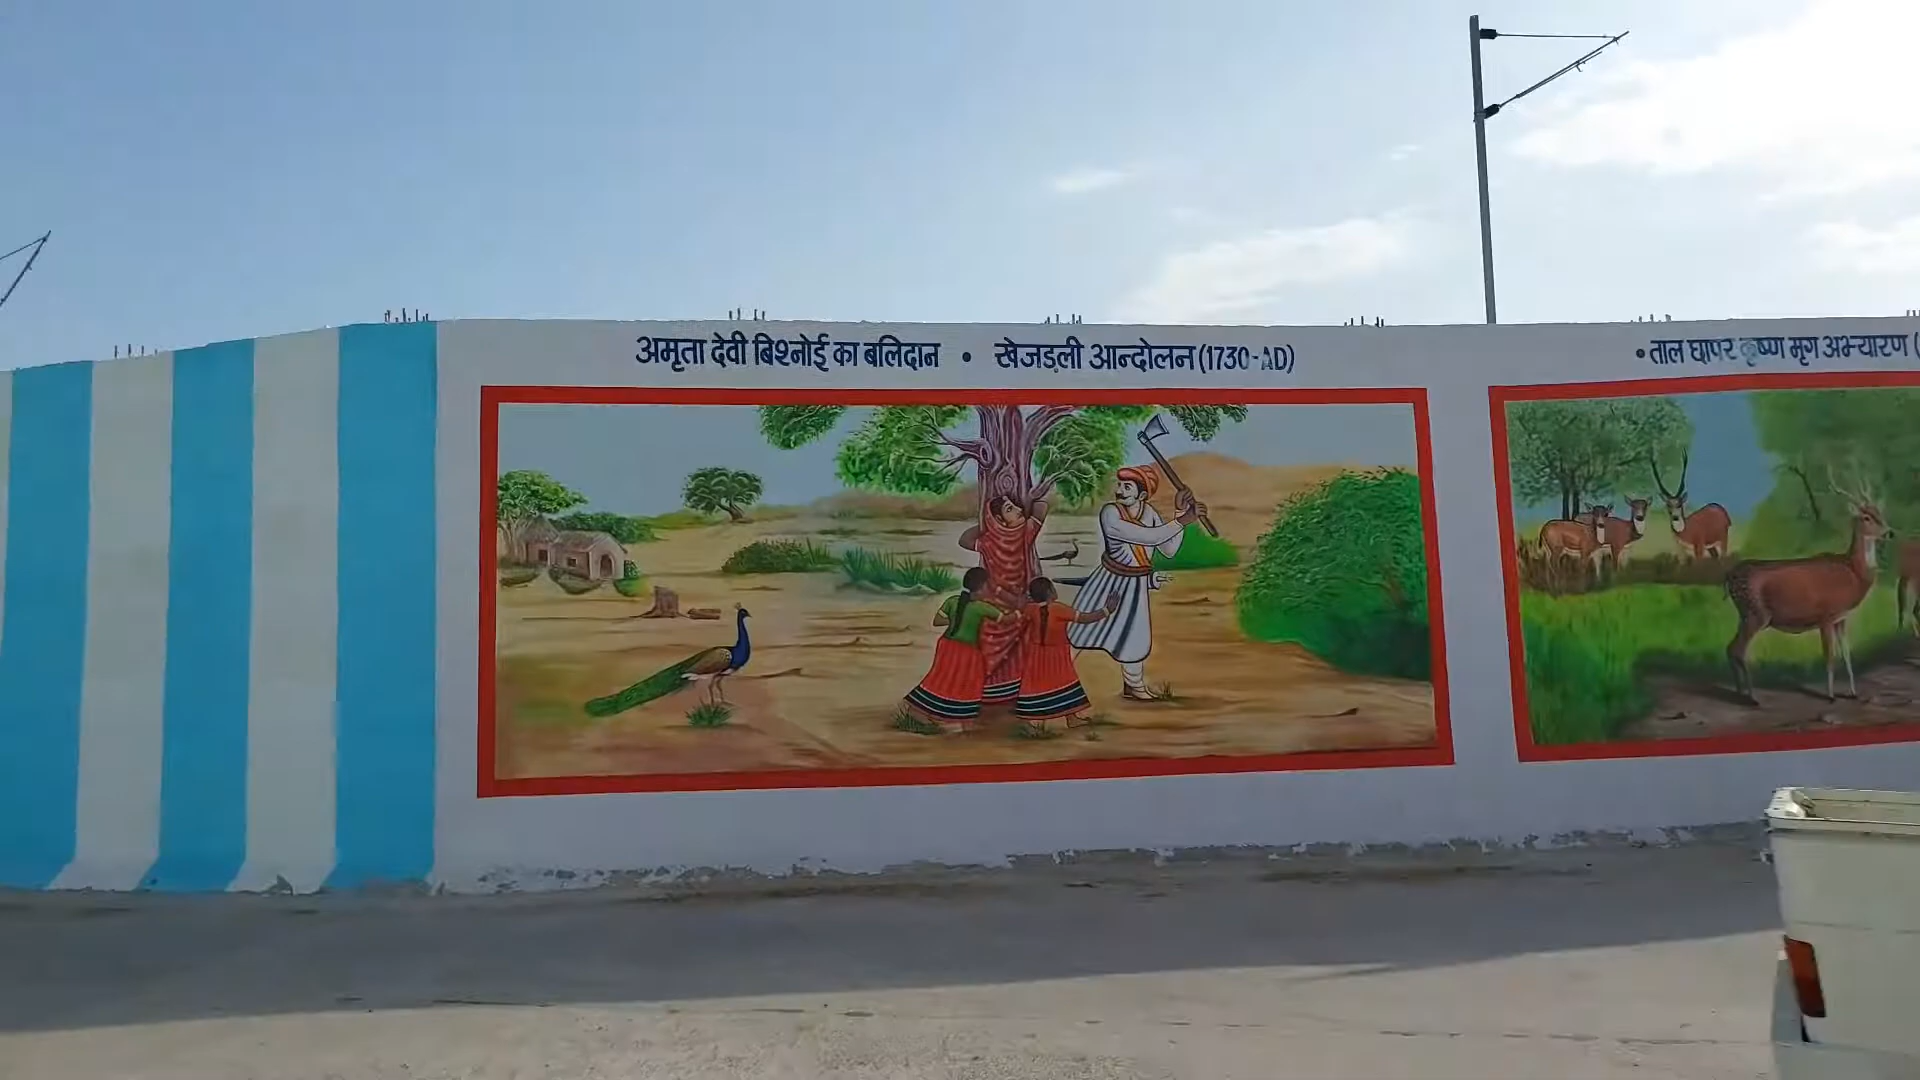 अमृता देवी बिश्नोई का बलिदान • खेजड़ली आन्दोलन (1730-AD)
• ताल छापर कृष्ण मृग अभ्यारण (